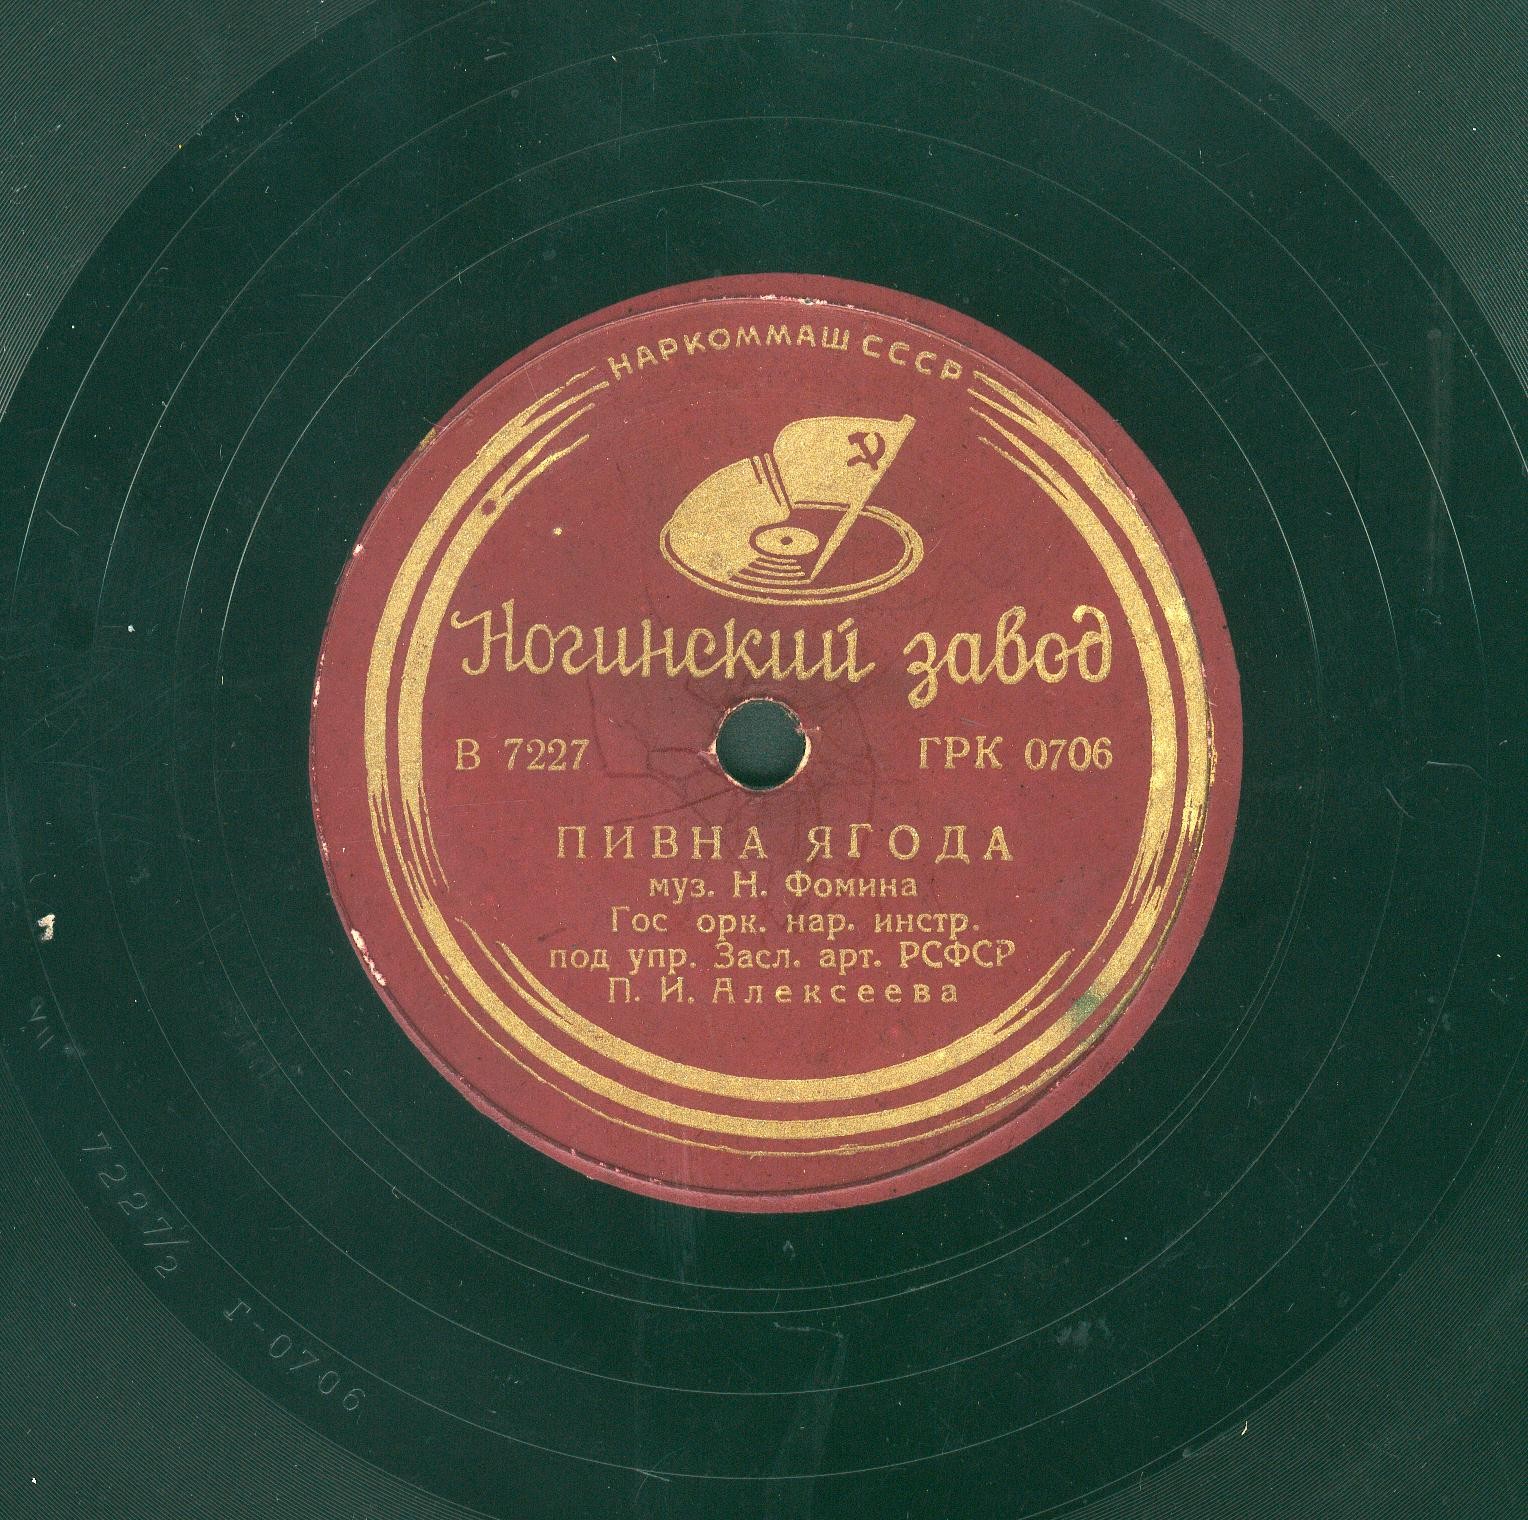 НАРКОММАШ СССР
Ногинский завод
В 7227 ГРК 0706
ПИВНА ЯГОДА
муз. Н. Фомина
Гос орк. нар. инстр.
под упр. Засл. арт. РСФСР
П. И. Алексеева
VII 7227/2 Г-0706